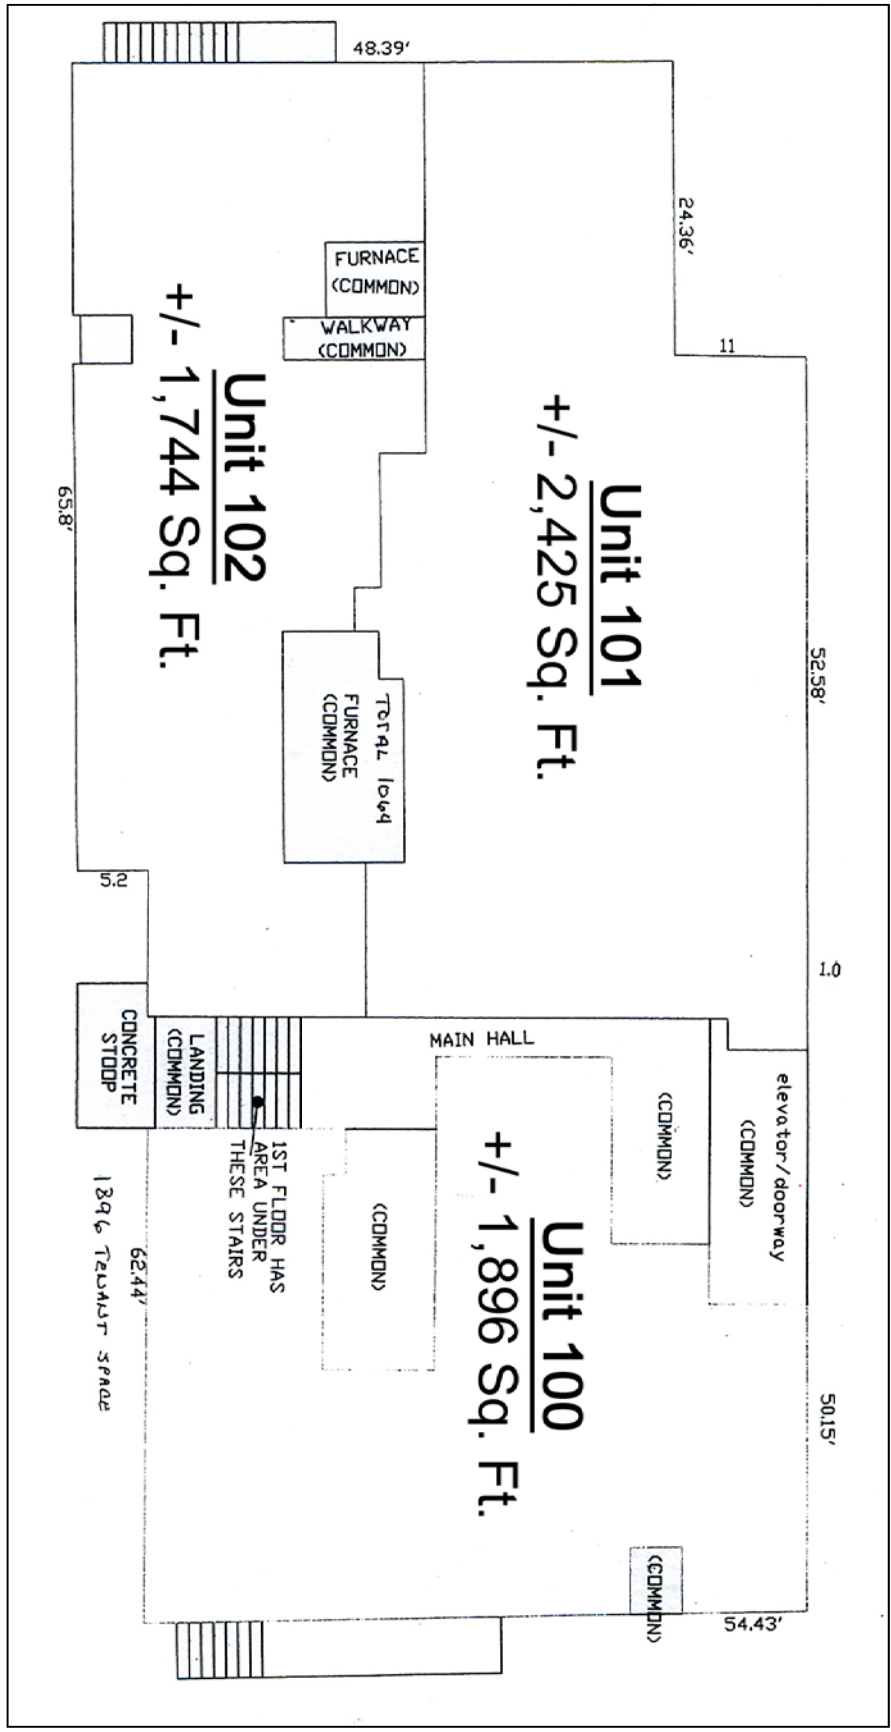 48.39'
24.36'
11
FURNACE
(COMMON)
WALKWAY
(COMMON)
Unit 102
+/- 1,744 Sq. Ft.
Unit 101
+/- 2,425 Sq. Ft.
65.8'
52.58'
TOTAL 1064
FURNACE
(COMMON)
5.2
1.0
CONCRETE
STOOP
LANDING
(COMMON)
MAIN HALL
(COMMON)
elevator/doorway
(COMMON)
1ST FLOOR HAS
AREA UNDER
THESE STAIRS
(COMMON)
Unit 100
+/- 1,896 Sq. Ft.
1896 TENANT SPACE
62.44'
50.15'
(COMMON)
54.43'